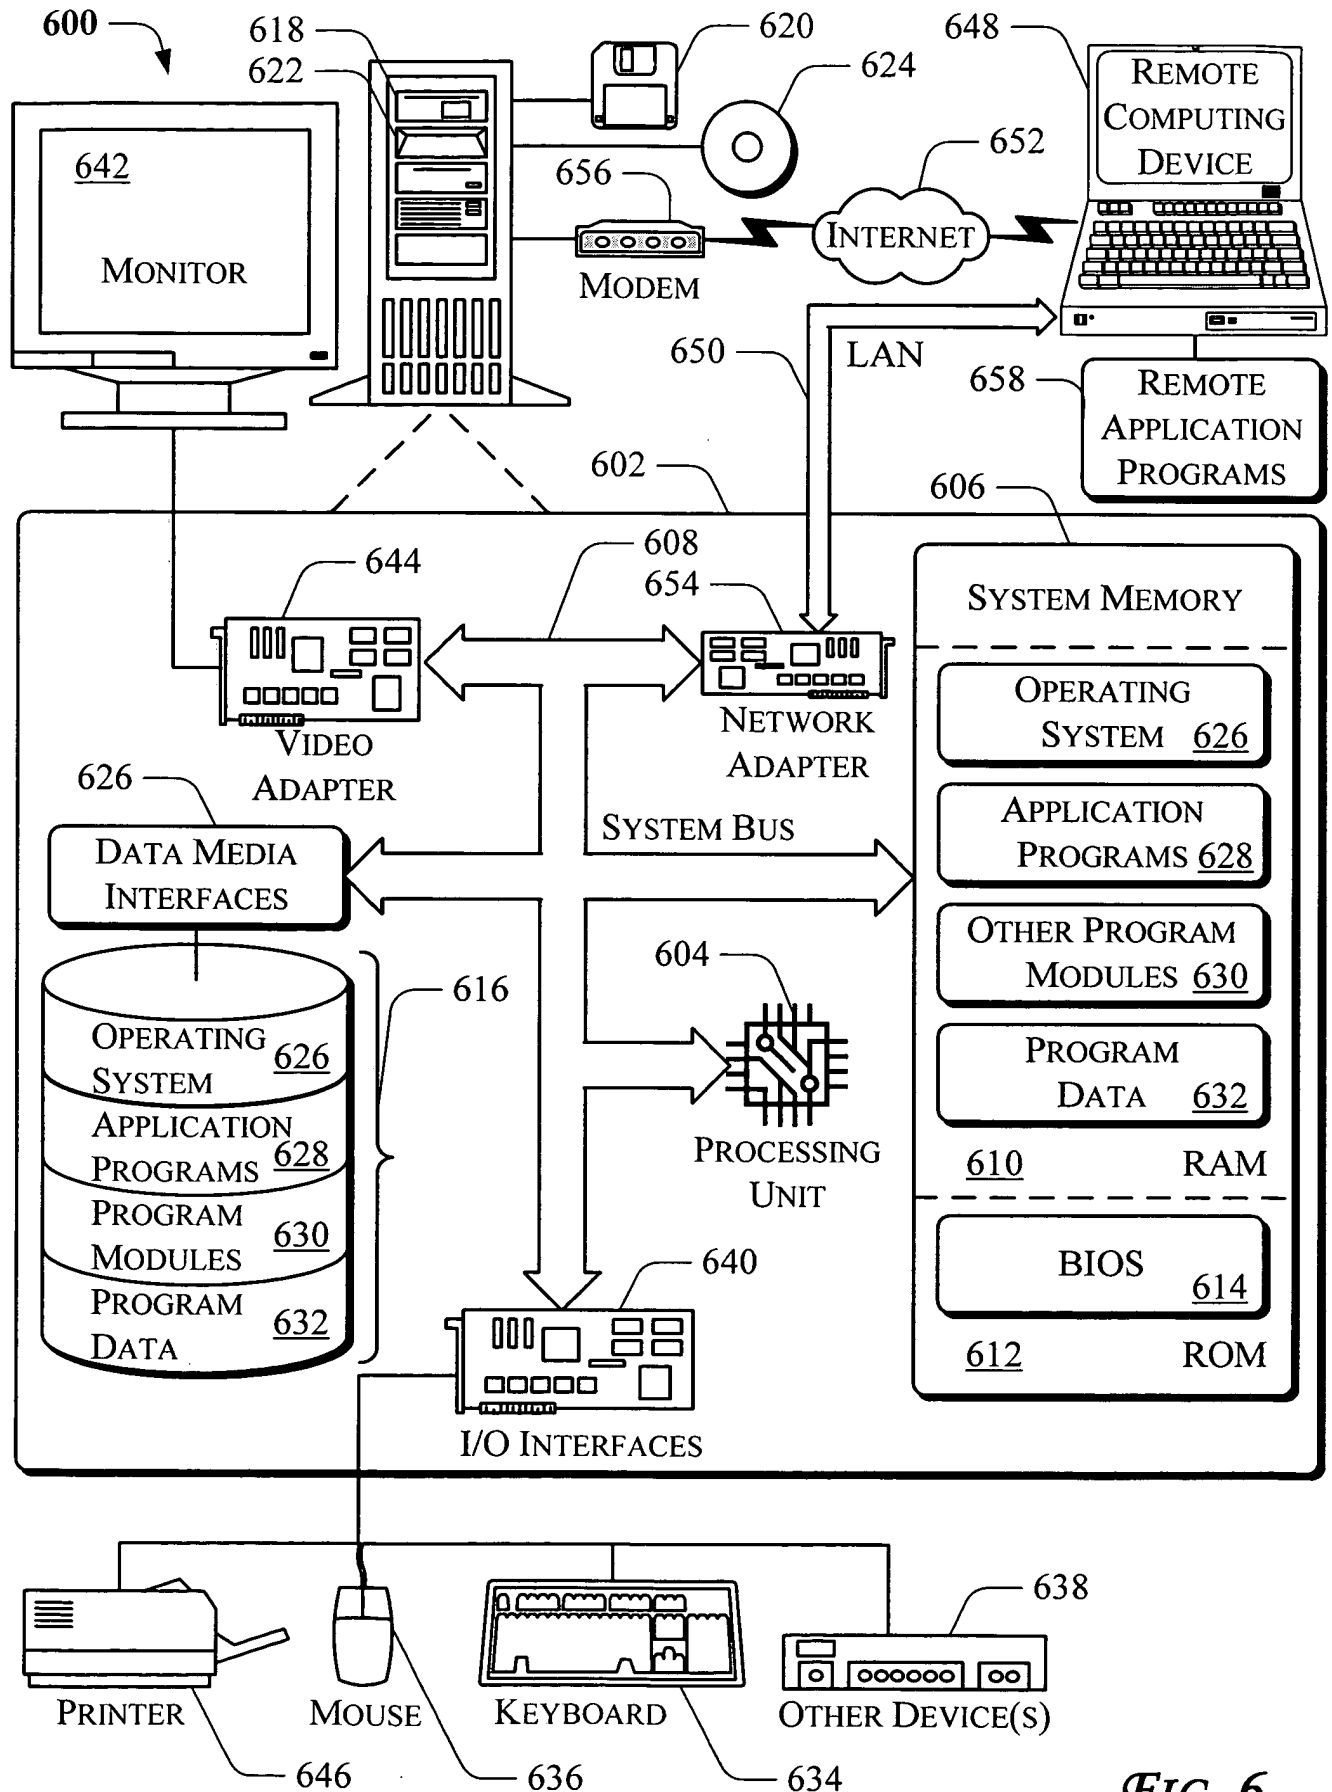 600
618
622
620
624
648
REMOTE
COMPUTING
DEVICE
642
MONITOR
656
MODEM
652
INTERNET
650
LAN
658
REMOTE
APPLICATION
PROGRAMS
602
606
608
644
VIDEO
ADAPTER
654
NETWORK
ADAPTER
SYSTEM MEMORY
OPERATING
SYSTEM 626
APPLICATION
PROGRAMS 628
OTHER PROGRAM
MODULES 630
PROGRAM
DATA 632
610 RAM
BIOS
614
612 ROM
626
DATA MEDIA
INTERFACES
SYSTEM BUS
616
OPERATING
SYSTEM 626
APPLICATION
PROGRAMS 628
PROGRAM
MODULES 630
PROGRAM
DATA 632
604
PROCESSING
UNIT
640
I/O INTERFACES
PRINTER
646
MOUSE
636
KEYBOARD
634
638
OTHER DEVICE(S)
FIG. 6